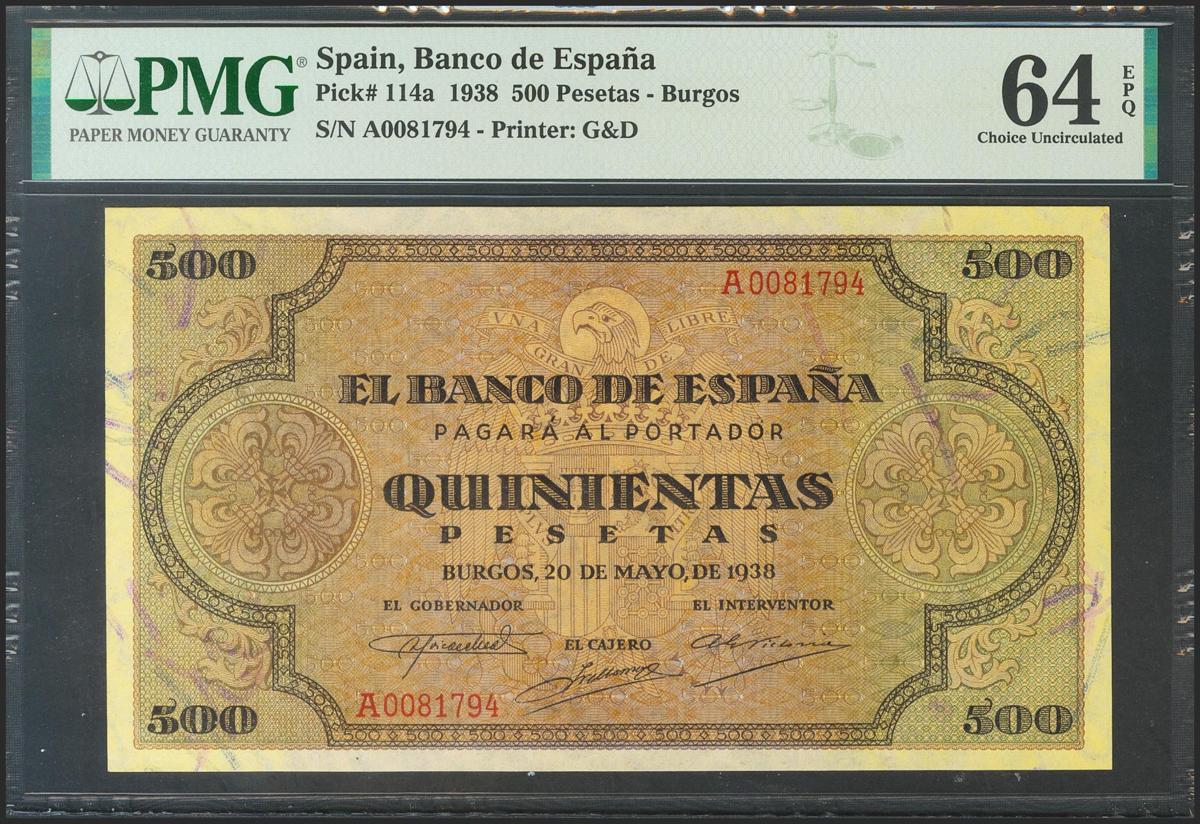 PMG®
PAPER MONEY GUARANTY
Spain, Banco de España
Pick# 114a 1938 500 Pesetas - Burgos
S/N A0081794 - Printer: G&D
64
EPQ
Choice Uncirculated
500
500
A0081794
VNA
GRANDE
LIBRE
EL BANCO DE ESPAÑA
PAGARÁ AL PORTADOR
QUINIENTAS
PESETAS
BURGOS, 20 DE MAYO, DE 1938
EL GOBERNADOR
EL INTERVENTOR
EL CAJERO
A0081794
500
500